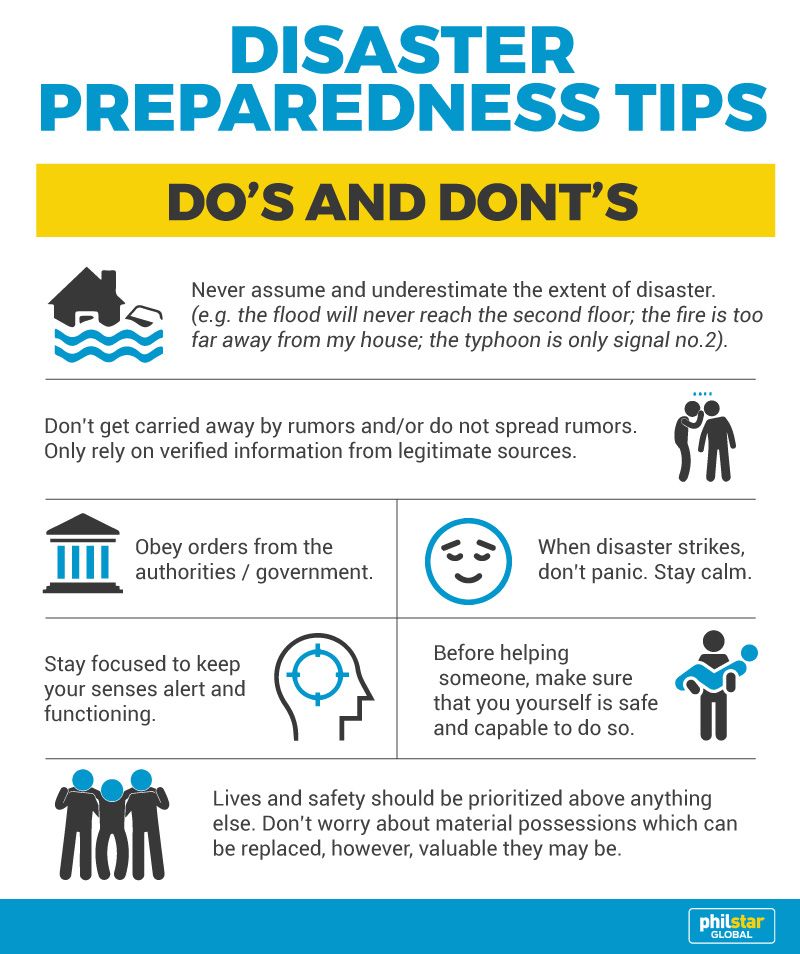 DISASTER
PREPAREDNESS TIPS
DO'S AND DONT'S
Never assume and underestimate the extent of disaster.
(e.g. the flood will never reach the second floor; the fire is too
far away from my house; the typhoon is only signal no.2).
Don't get carried away by rumors and/or do not spread rumors.
Only rely on verified information from legitimate sources.
Obey orders from the
authorities / government.
When disaster strikes,
don't panic. Stay calm.
Stay focused to keep
your senses alert and
functioning.
Before helping
someone, make sure
that you yourself is safe
and capable to do so.
Lives and safety should be prioritized above anything
else. Don't worry about material possessions which can
be replaced, however, valuable they may be.
philstar
GLOBAL